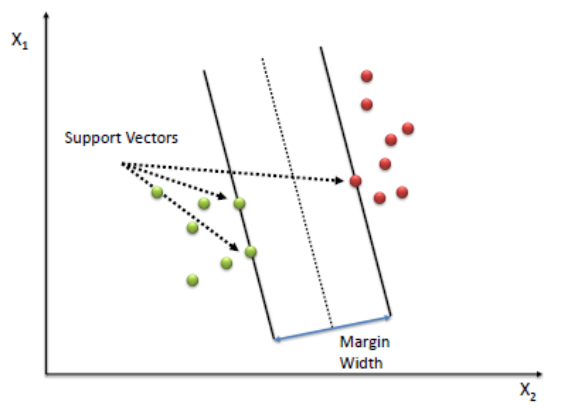 X₁
Support Vectors
Margin
Width
X₂